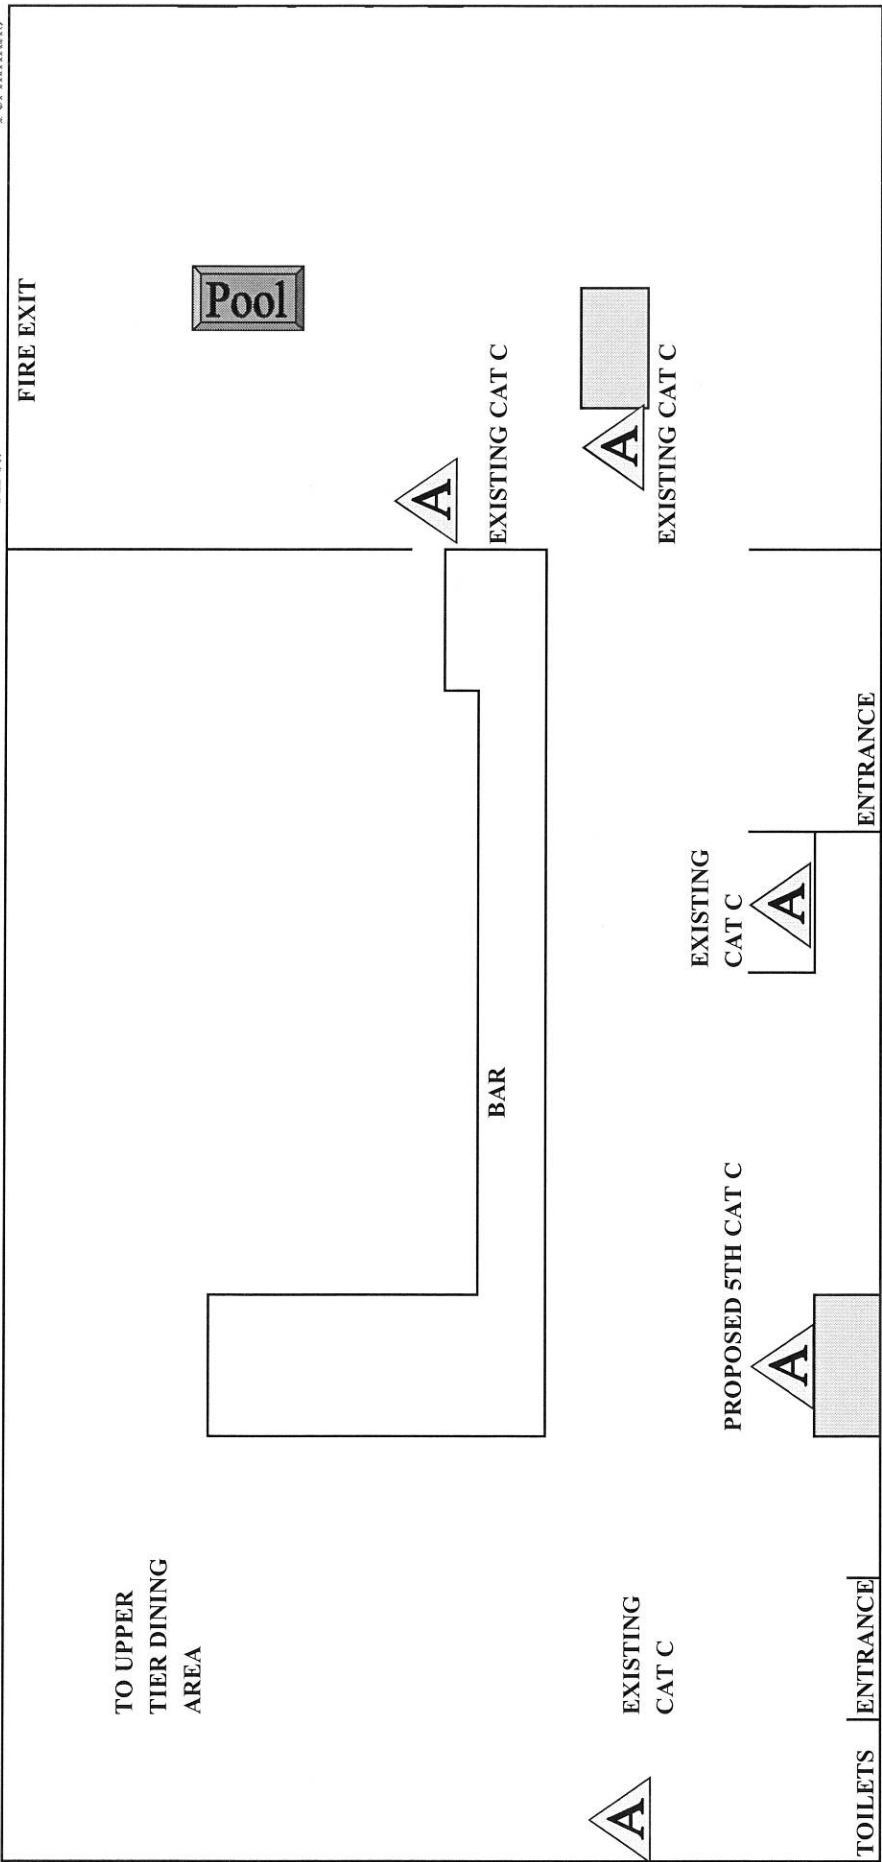 FIRE EXIT
Pool
A
EXISTING CAT C
A
EXISTING CAT C
ENTRANCE
EXISTING
CAT C
A
BAR
PROPOSED 5TH CAT C
A
TO UPPER
TIER DINING
AREA
EXISTING
CAT C
A
ENTRANCE
TOILETS